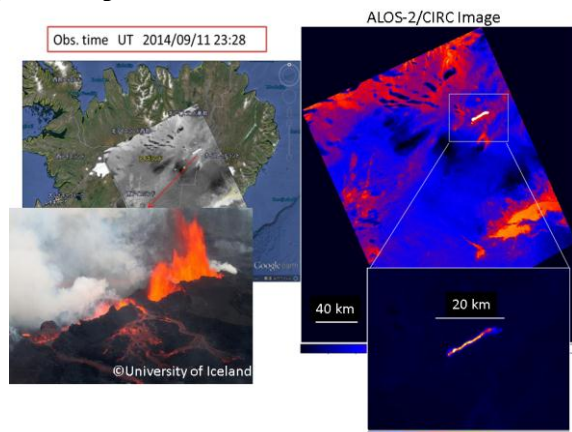 ALOS-2/CIRC Image
Obs. time UT 2014/09/11 23:28
Google earth
40 km
20 km
©University of Iceland